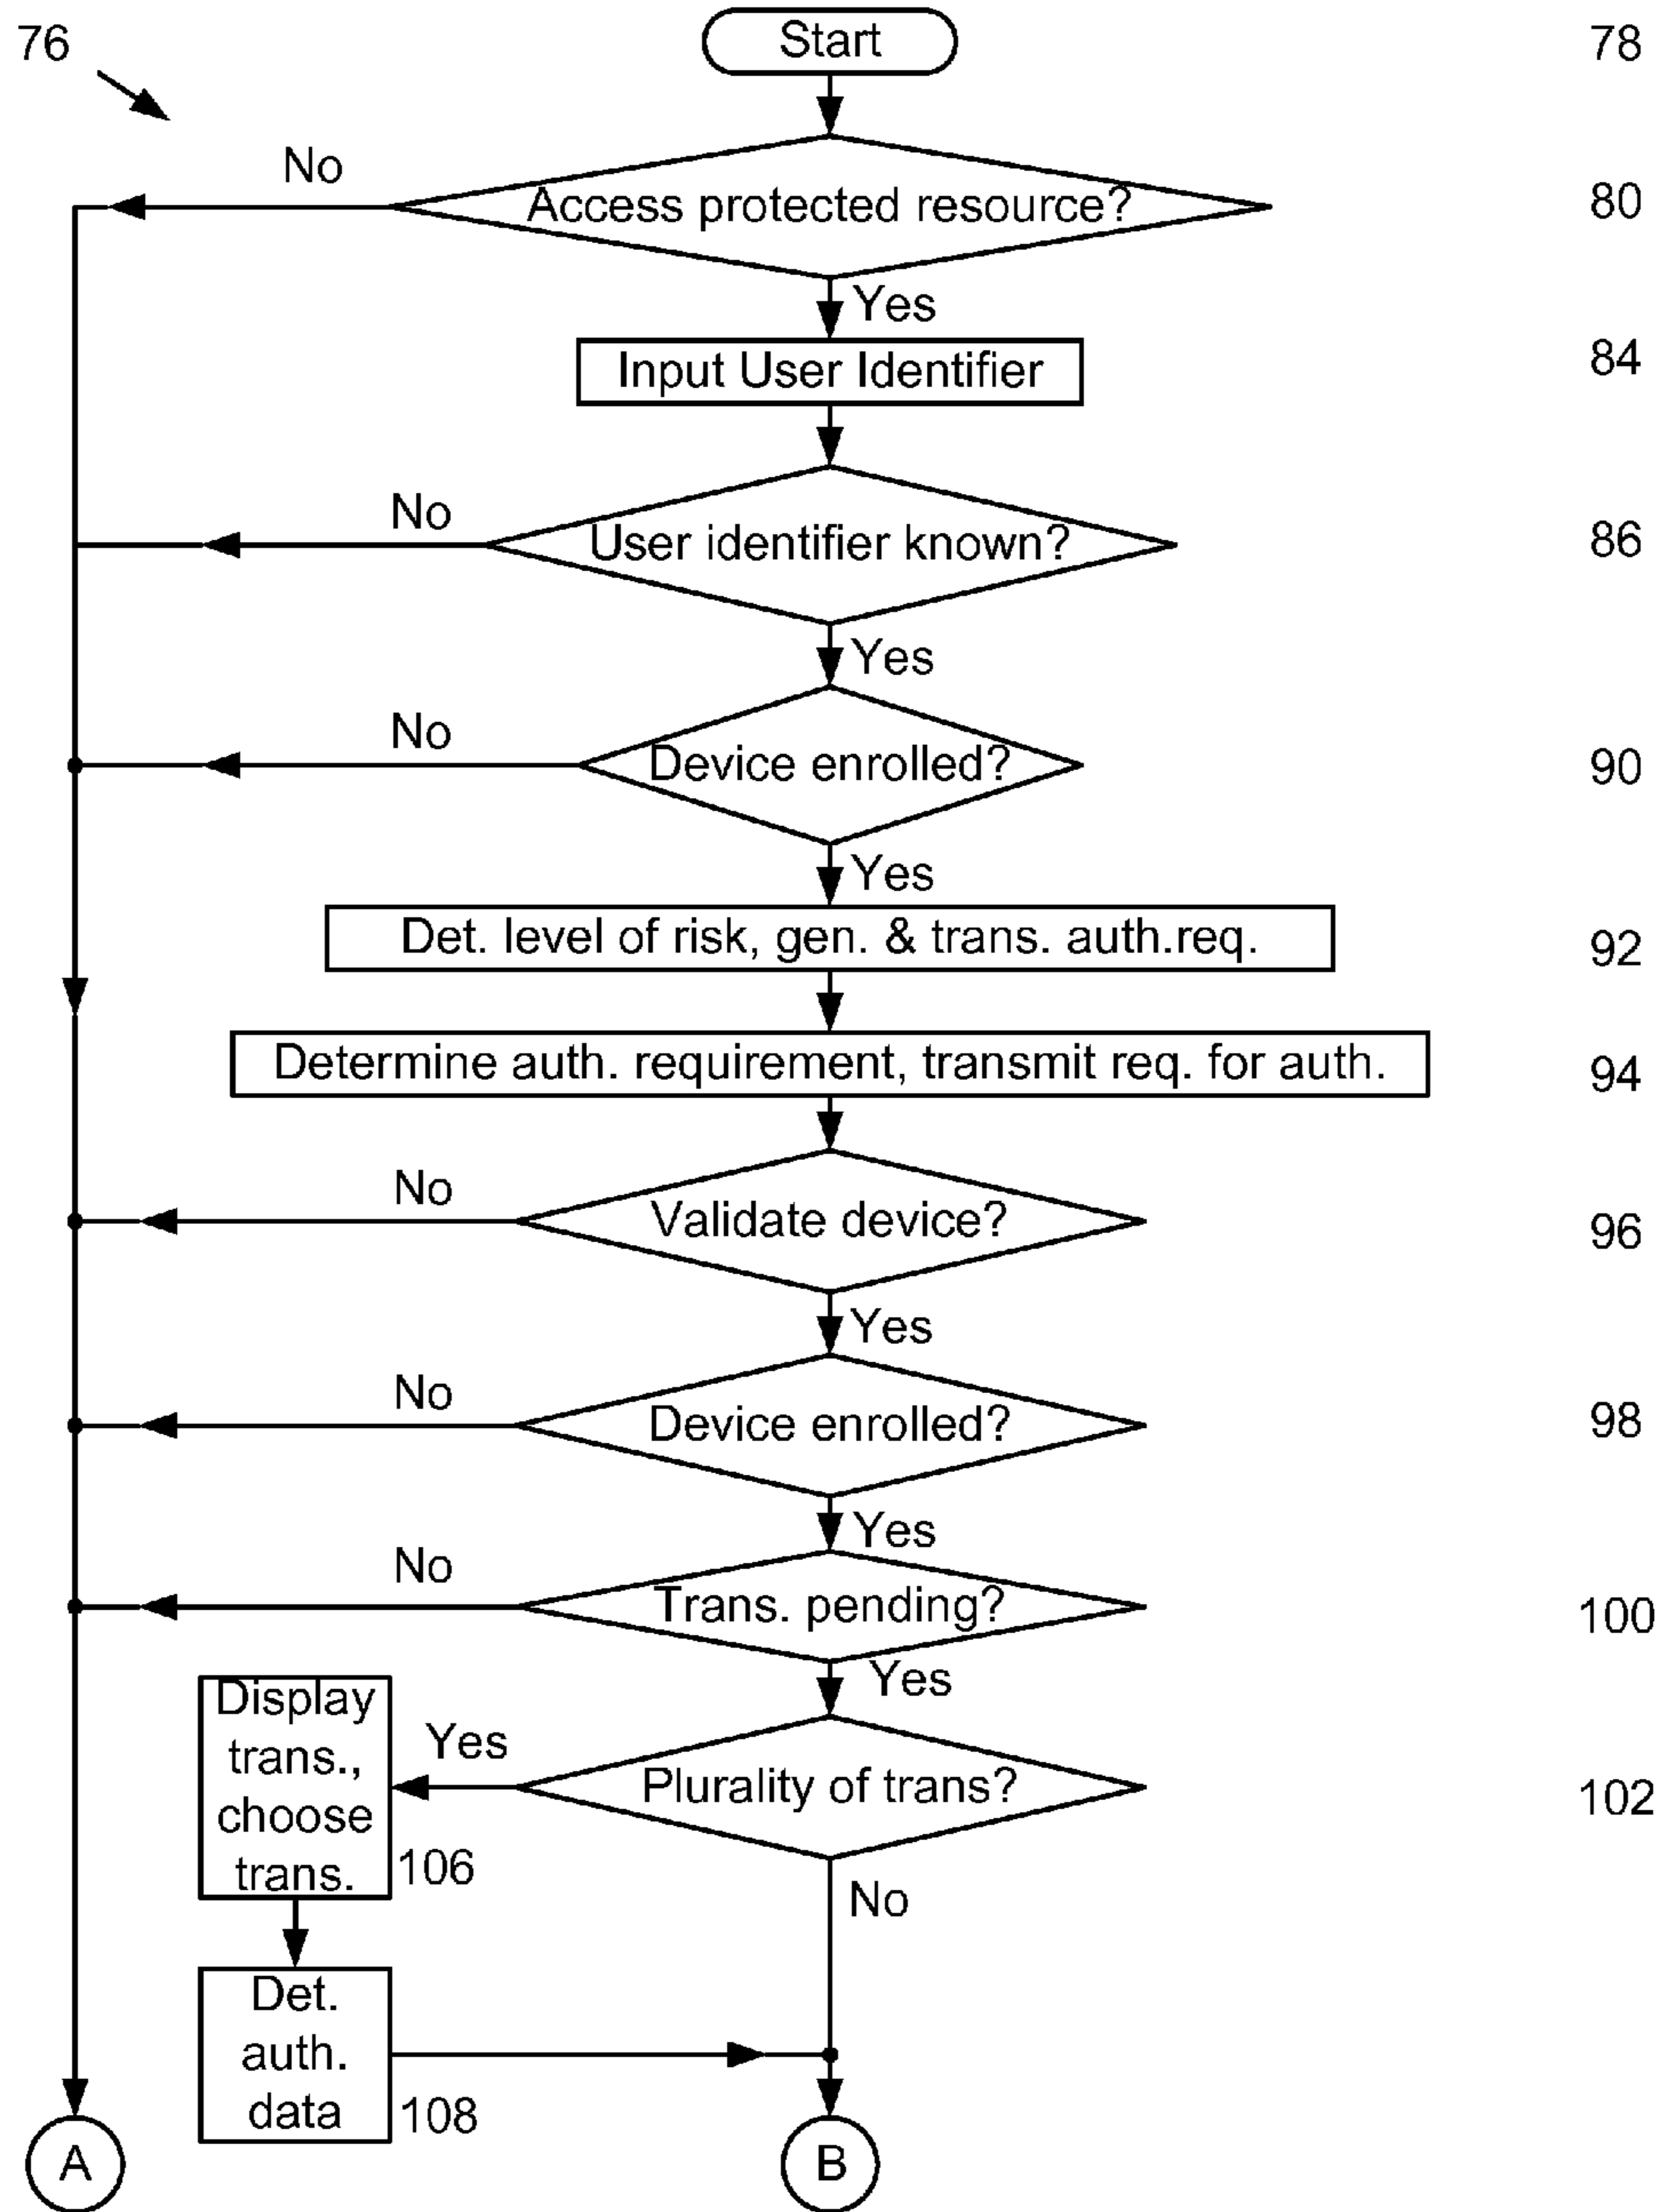 76
Start
78
No
Access protected resource?
80
Yes
Input User Identifier
84
No
User identifier known?
86
Yes
No
Device enrolled?
90
Yes
Det. level of risk, gen. & trans. auth.req.
92
Determine auth. requirement, transmit req. for auth.
94
No
Validate device?
96
Yes
No
Device enrolled?
98
Yes
No
Trans. pending?
100
Yes
Display
trans.,
choose
trans.
106
Yes
Plurality of trans?
102
No
Det.
auth.
data
108
A
B